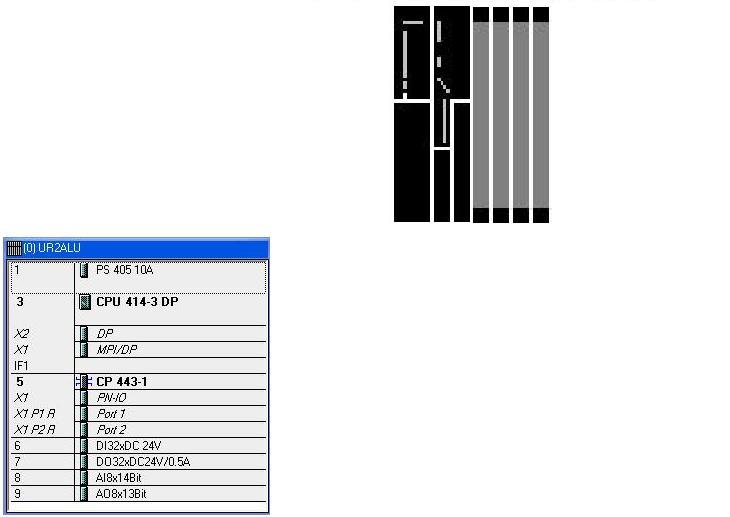 (0) UR2ALU
1 PS 405 10A
3 CPU 414-3 DP
X2 DP
X1 MPI/DP
IF1
5 CP 443-1
X1 PN-IO
X1 P1 R Port 1
X1 P2 R Port 2
6 DI32xDC 24V
7 DO32xDC24V/0.5A
8 AI8x14Bit
9 AO8x13Bit